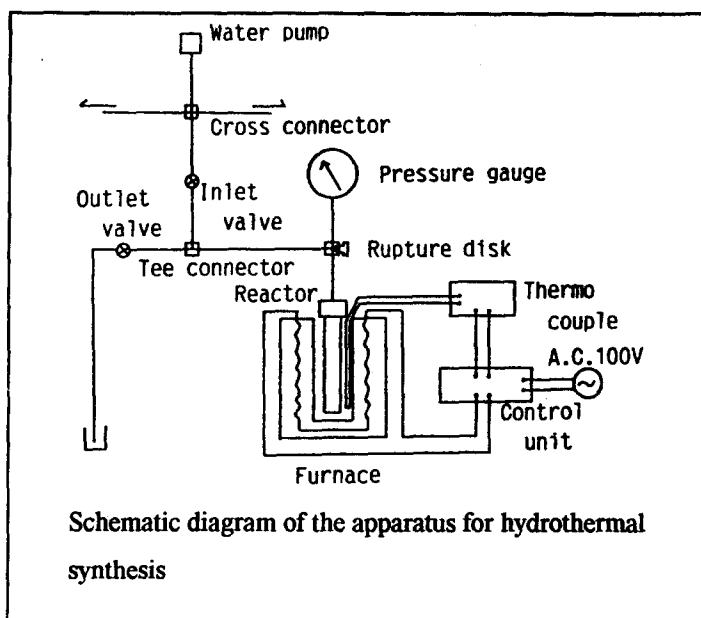 Water pump
Cross connector
Pressure gauge
Inlet
valve
Outlet
valve
Tee connector
Rupture disk
Reactor
Thermo
couple
A.C.100V
Control
unit
Furnace
Schematic diagram of the apparatus for hydrothermal
synthesis